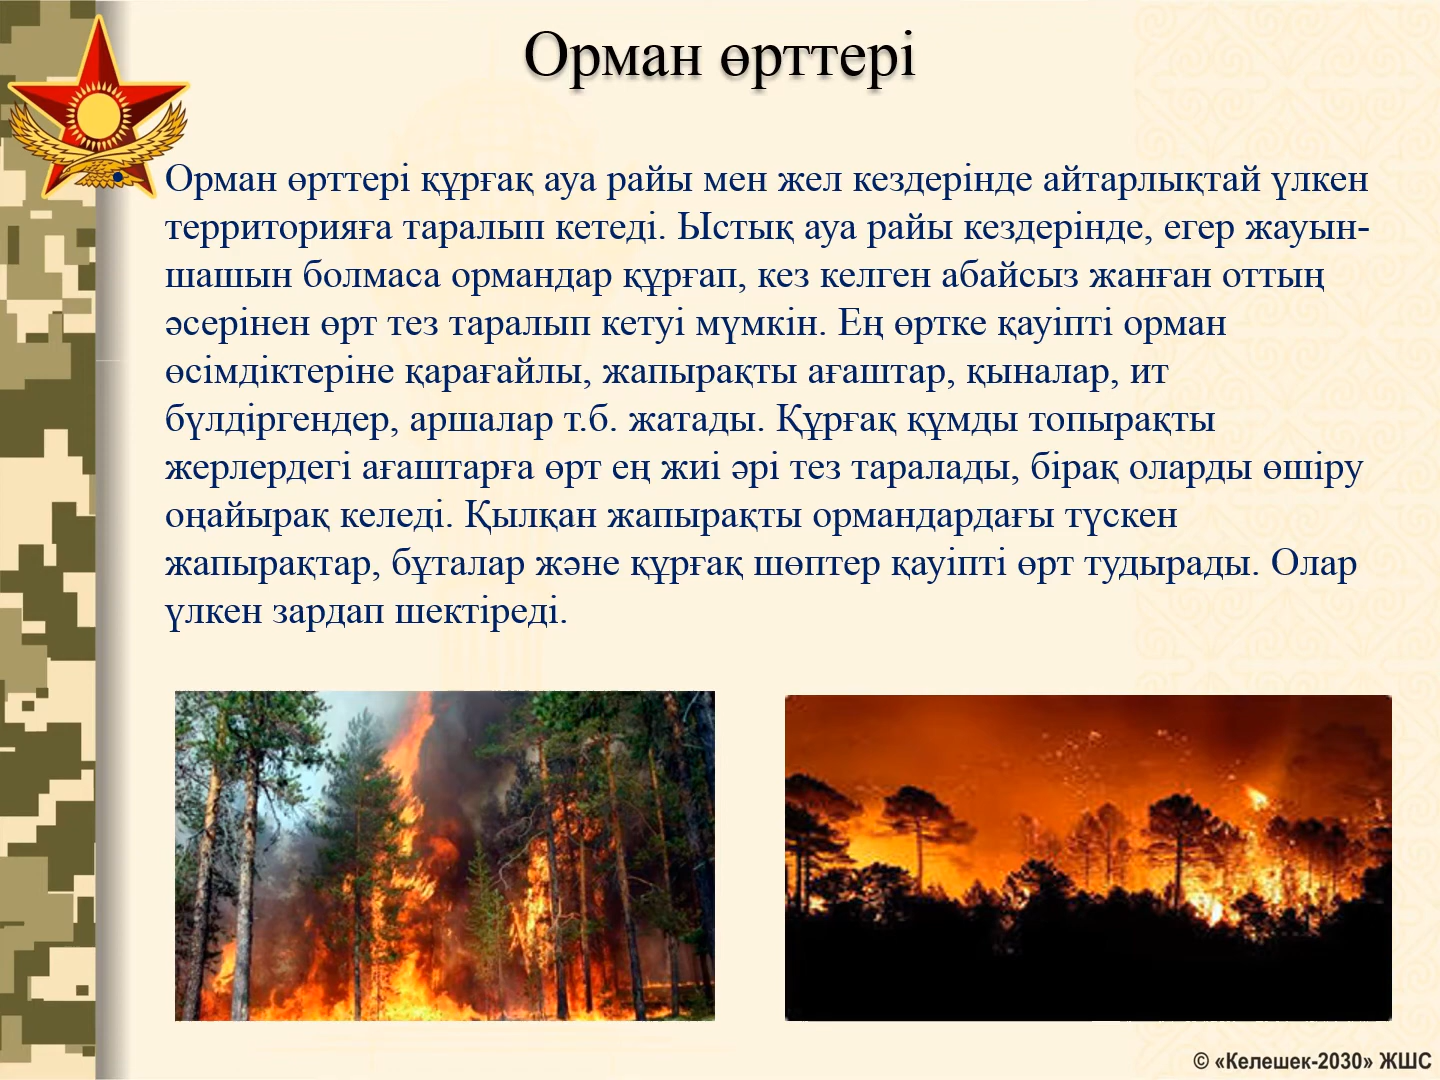 Орман өрттері
• Орман өрттері құрғақ ауа райы мен жел кездерінде айтарлықтай үлкен
территорияға таралып кетеді. Ыстық ауа райы кездерінде, егер жауын-
шашын болмаса ормандар құрғап, кез келген абайсыз жанған оттың
әсерінен өрт тез таралып кетуі мүмкін. Ең өртке қауіпті орман
өсімдіктеріне қарағайлы, жапырақты ағаштар, қыналар, ит
бүлдіргендер, аршалар т.б. жатады. Құрғақ құмды топырақты
жерлердегі ағаштарға өрт ең жиі әрі тез таралады, бірақ оларды өшіру
оңайырақ келеді. Қылқан жапырақты ормандардағы түскен
жапырақтар, бұталар және құрғақ шөптер қауіпті өрт тудырады. Олар
үлкен зардап шектіреді.
© «Келешек-2030» ЖШС